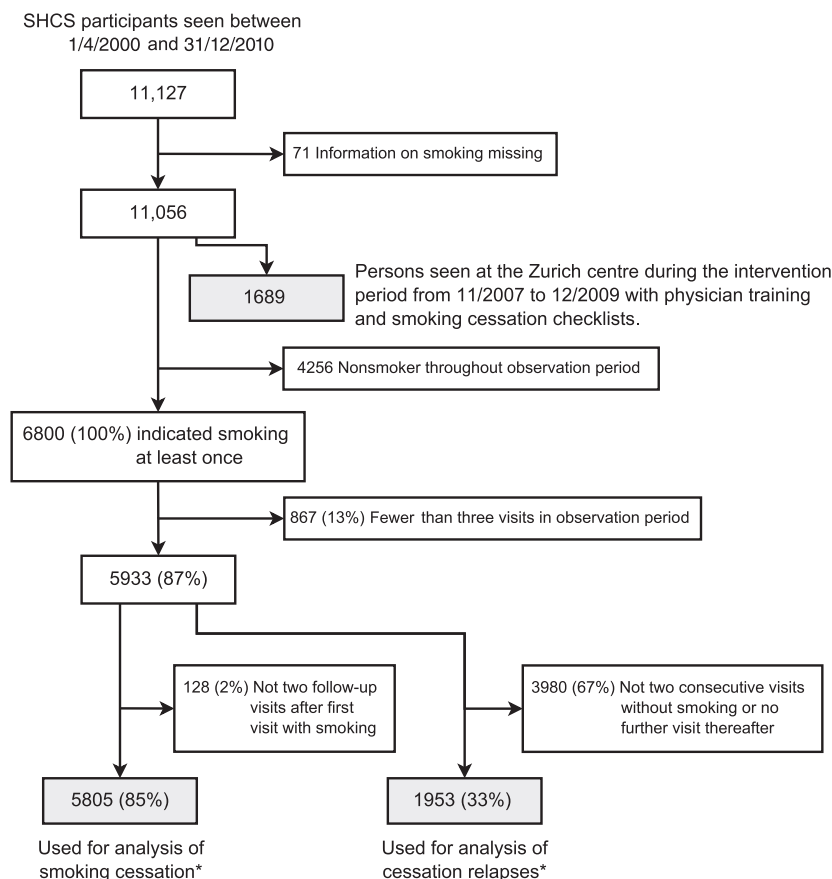 SHCS participants seen between
1/4/2000 and 31/12/2010
11,127
71 Information on smoking missing
11,056
1689
Persons seen at the Zurich centre during the intervention
period from 11/2007 to 12/2009 with physician training
and smoking cessation checklists.
4256 Nonsmoker throughout observation period
6800 (100%) indicated smoking
at least once
867 (13%) Fewer than three visits in observation period
5933 (87%)
128 (2%) Not two follow-up
visits after first
visit with smoking
3980 (67%) Not two consecutive visits
without smoking or no
further visit thereafter
5805 (85%)
1953 (33%)
Used for analysis of
smoking cessation*
Used for analysis of
cessation relapses*